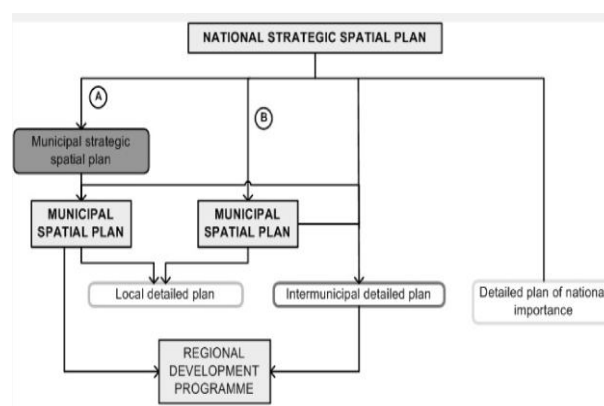 NATIONAL STRATEGIC SPATIAL PLAN
A
B
Municipal strategic
spatial plan
MUNICIPAL
SPATIAL PLAN
MUNICIPAL
SPATIAL PLAN
Local detailed plan
Intermunicipal detailed plan
Detailed plan of national
importance
REGIONAL
DEVELOPMENT
PROGRAMME